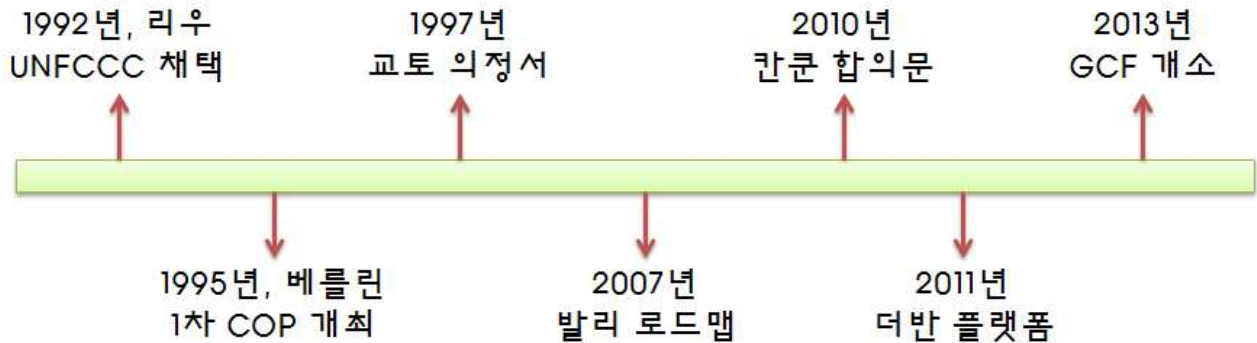 1992년, 리우
UNFCCC 채택
1997년
교토 의정서
2010년
칸쿤 합의문
2013년
GCF 개소
1995년, 베를린
1차 COP 개최
2007년
발리 로드맵
2011년
더반 플랫폼